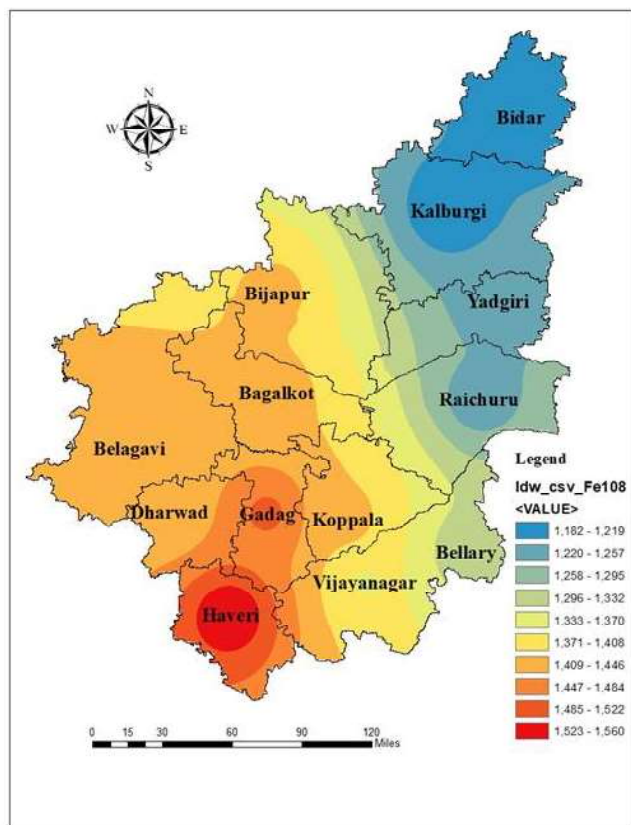 N
W E
S
Bidar
Kalburgi
Bijapur
Yadgiri
Bagalkot
Raichuru
Belagavi
Dharwad
Gadag
Koppala
Bellary
Vijayanagar
Haveri
Legend
Idw_csv_Fe108
<VALUE>
1,182 - 1,219
1,220 - 1,257
1,258 - 1,295
1,296 - 1,332
1,333 - 1,370
1,371 - 1,408
1,409 - 1,446
1,447 - 1,484
1,485 - 1,522
1,523 - 1,560
0 30 60 90 120
Miles